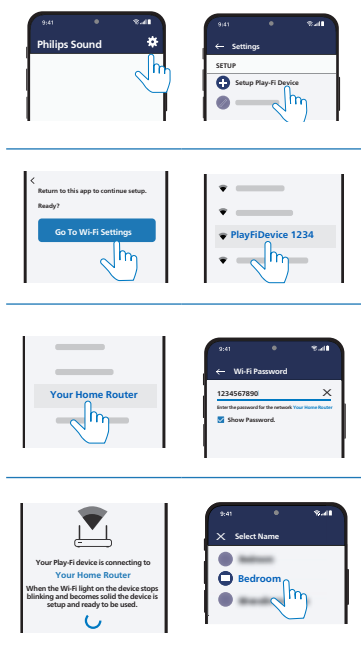 9:41
Philips Sound
9:41
← Settings
SETUP
Setup Play-Fi Device
Return to this app to continue setup.
Ready?
Go To Wi-Fi Settings
PlayFiDevice 1234
Your Home Router
9:41
← Wi-Fi Password
1234567890
Enter the password for the network Your Home Router
Show Password.
Your Play-Fi device is connecting to
Your Home Router
When the Wi-Fi light on the device stops
blinking and becomes solid the device is
setup and ready to be used.
9:41
Select Name
Bedroom